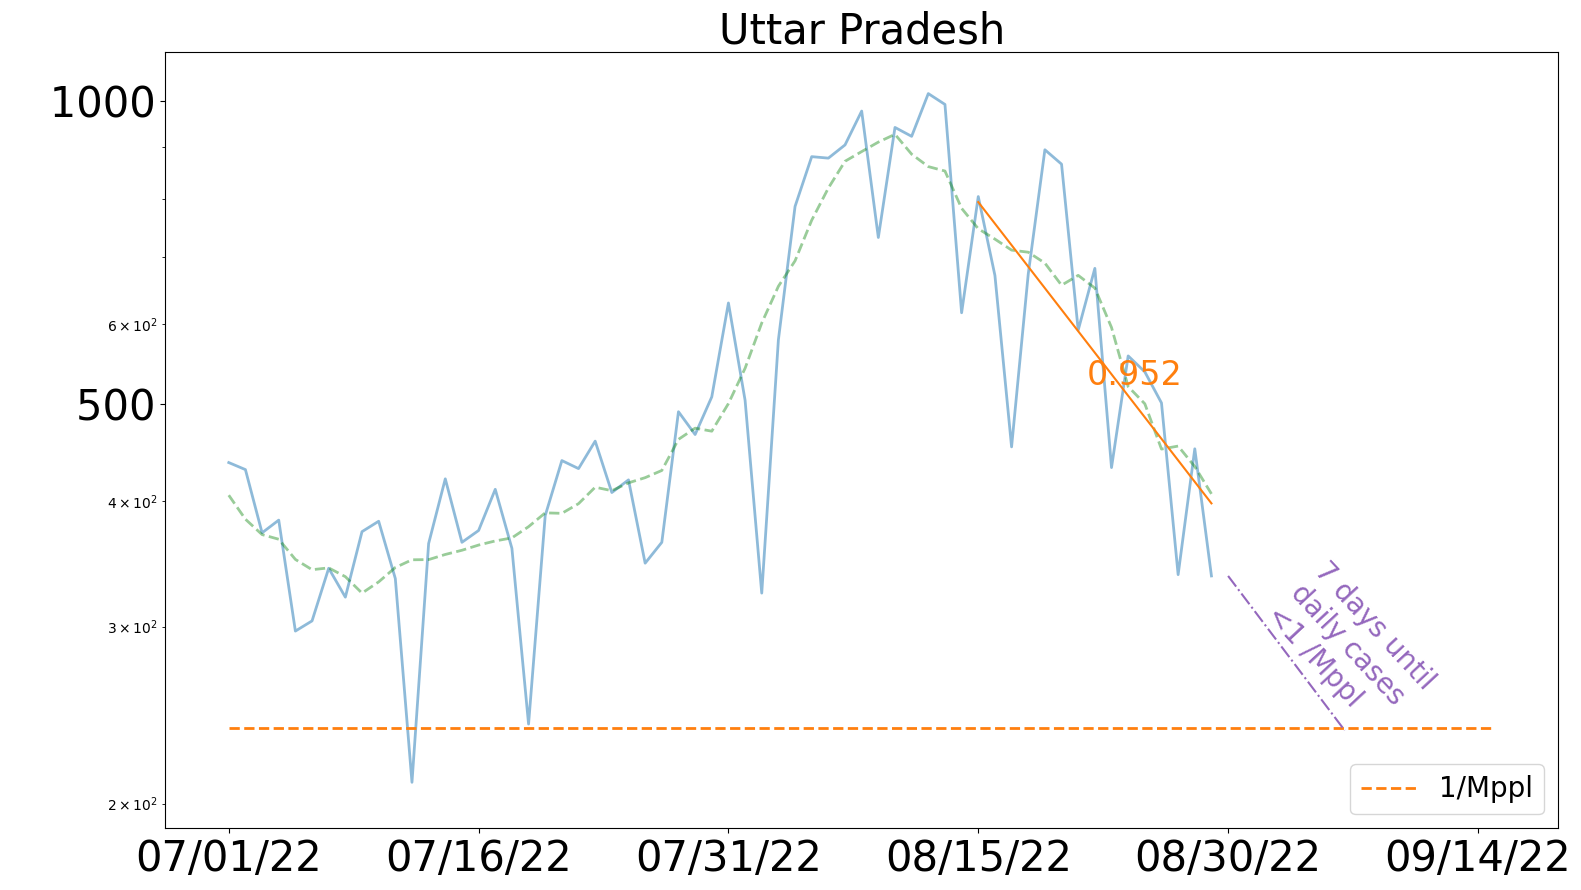 Uttar Pradesh
1000
6 × 10²
500
4 × 10²
3 × 10²
2 × 10²
0.952
7 days until
daily cases
<1 /Mppl
1/Mppl
07/01/22 07/16/22 07/31/22 08/15/22 08/30/22 09/14/22